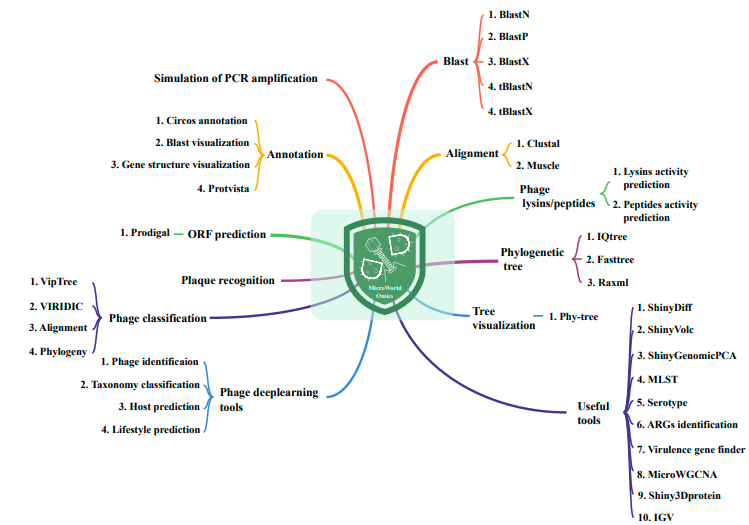 Simulation of PCR amplification
Annotation
1. Circos annotation
2. Blast visualization
3. Gene structure visualization
4. Protvista
ORF prediction
1. Prodigal
Plaque recognition
Phage classification
1. VipTree
2. VIRIDIC
3. Alignment
4. Phylogeny
Phage deeplearning
tools
1. Phage identificaion
2. Taxonomy classification
3. Host prediction
4. Lifestyle prediction
MicroWorld
Omics
Blast
1. BlastN
2. BlastP
3. BlastX
4. tBlastN
4. tBlastX
Alignment
1. Clustal
2. Muscle
Phage
lysins/peptides
1. Lysins activity
prediction
2. Peptides activity
prediction
Phylogenetic
tree
1. IQtree
2. Fasttree
3. Raxml
Tree
visualization
1. Phy-tree
Useful
tools
1. ShinyDiff
2. ShinyVolc
3. ShinyGenomicPCA
4. MLST
5. Serotype
6. ARGs identification
7. Virulence gene finder
8. MicroWGCNA
9. Shiny3Dprotein
10. IGV